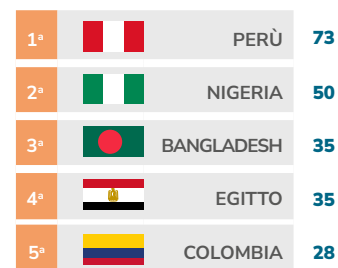 1ª PERÙ 73
2ª NIGERIA 50
3ª BANGLADESH 35
4ª EGITTO 35
5ª COLOMBIA 28